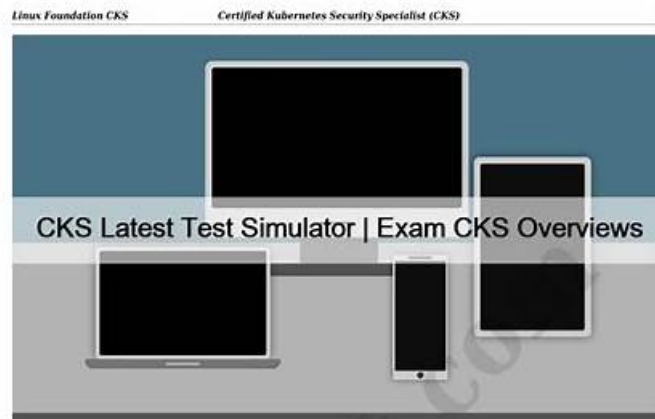 Linux Foundation CKS Certified Kubernetes Security Specialist (CKS)
CKS Latest Test Simulator | Exam CKS Overviews